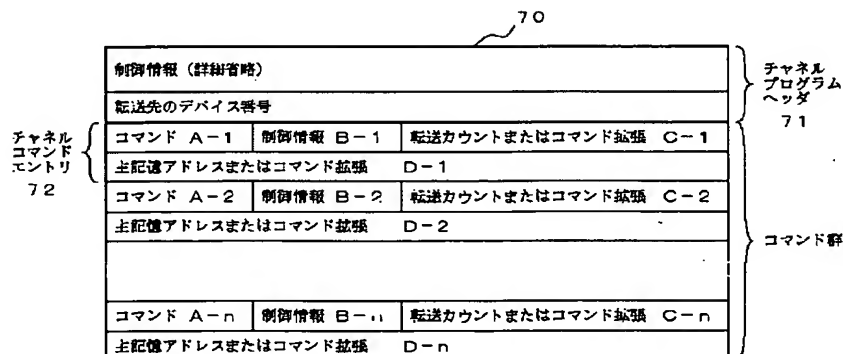 ７０
制御情報（詳細省略）
転送先のデバイス番号
チャネル
プログラム
ヘッダ
７１
チャネル
コマンド
エントリ
７２
コマンド Ａ－１ 制御情報 Ｂ－１ 転送カウントまたはコマンド拡張 Ｃ－１
主記憶アドレスまたはコマンド拡張 Ｄ－１
コマンド Ａ－２ 制御情報 Ｂ－２ 転送カウントまたはコマンド拡張 Ｃ－２
主記憶アドレスまたはコマンド拡張 Ｄ－２
コマンド群
コマンド Ａ－ｎ 制御情報 Ｂ－ｎ 転送カウントまたはコマンド拡張 Ｃ－ｎ
主記憶アドレスまたはコマンド拡張 Ｄ－ｎ